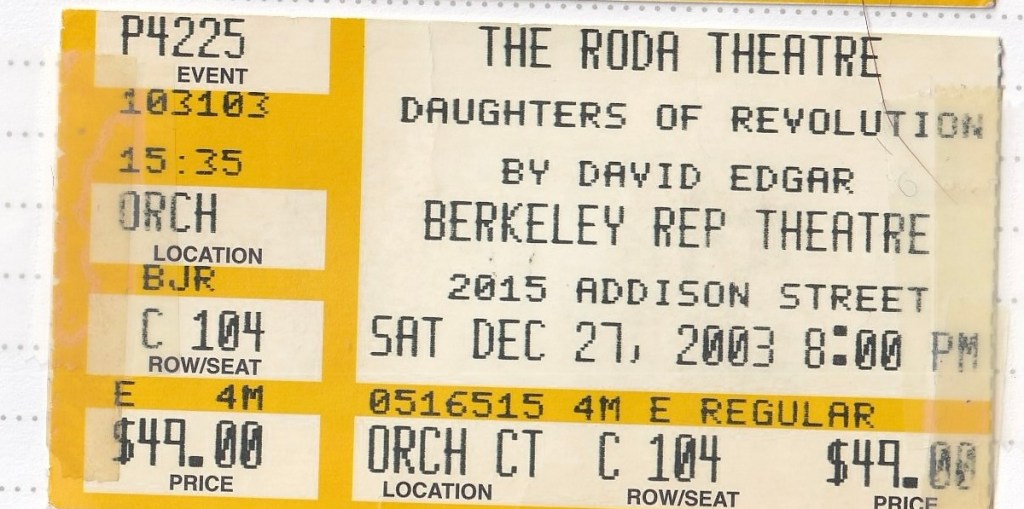 P4225
EVENT
103103
15:35
ORCH
LOCATION
BJR
C 104
ROW/SEAT
E 4M
$49.00
PRICE
THE RODA THEATRE
DAUGHTERS OF REVOLUTION
BY DAVID EDGAR
BERKELEY REP THEATRE
2015 ADDISON STREET
SAT DEC 27, 2003 8:00 PM
0516515 4M E REGULAR
ORCH CT C 104 $49.00
LOCATION ROW/SEAT PRICE